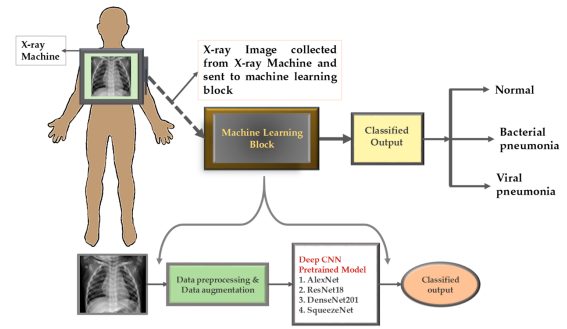 X-ray
Machine
X-ray Image collected
from X-ray Machine and
sent to machine learning
block
Machine Learning
Block
Classified
Output
Normal
Bacterial
pneumonia
Viral
pneumonia
Data preprocessing &
Data augmentation
Deep CNN
Pretrained Model
1. AlexNet
2. ResNet18
3. DenseNet201
4. SqueezeNet
Classified
output